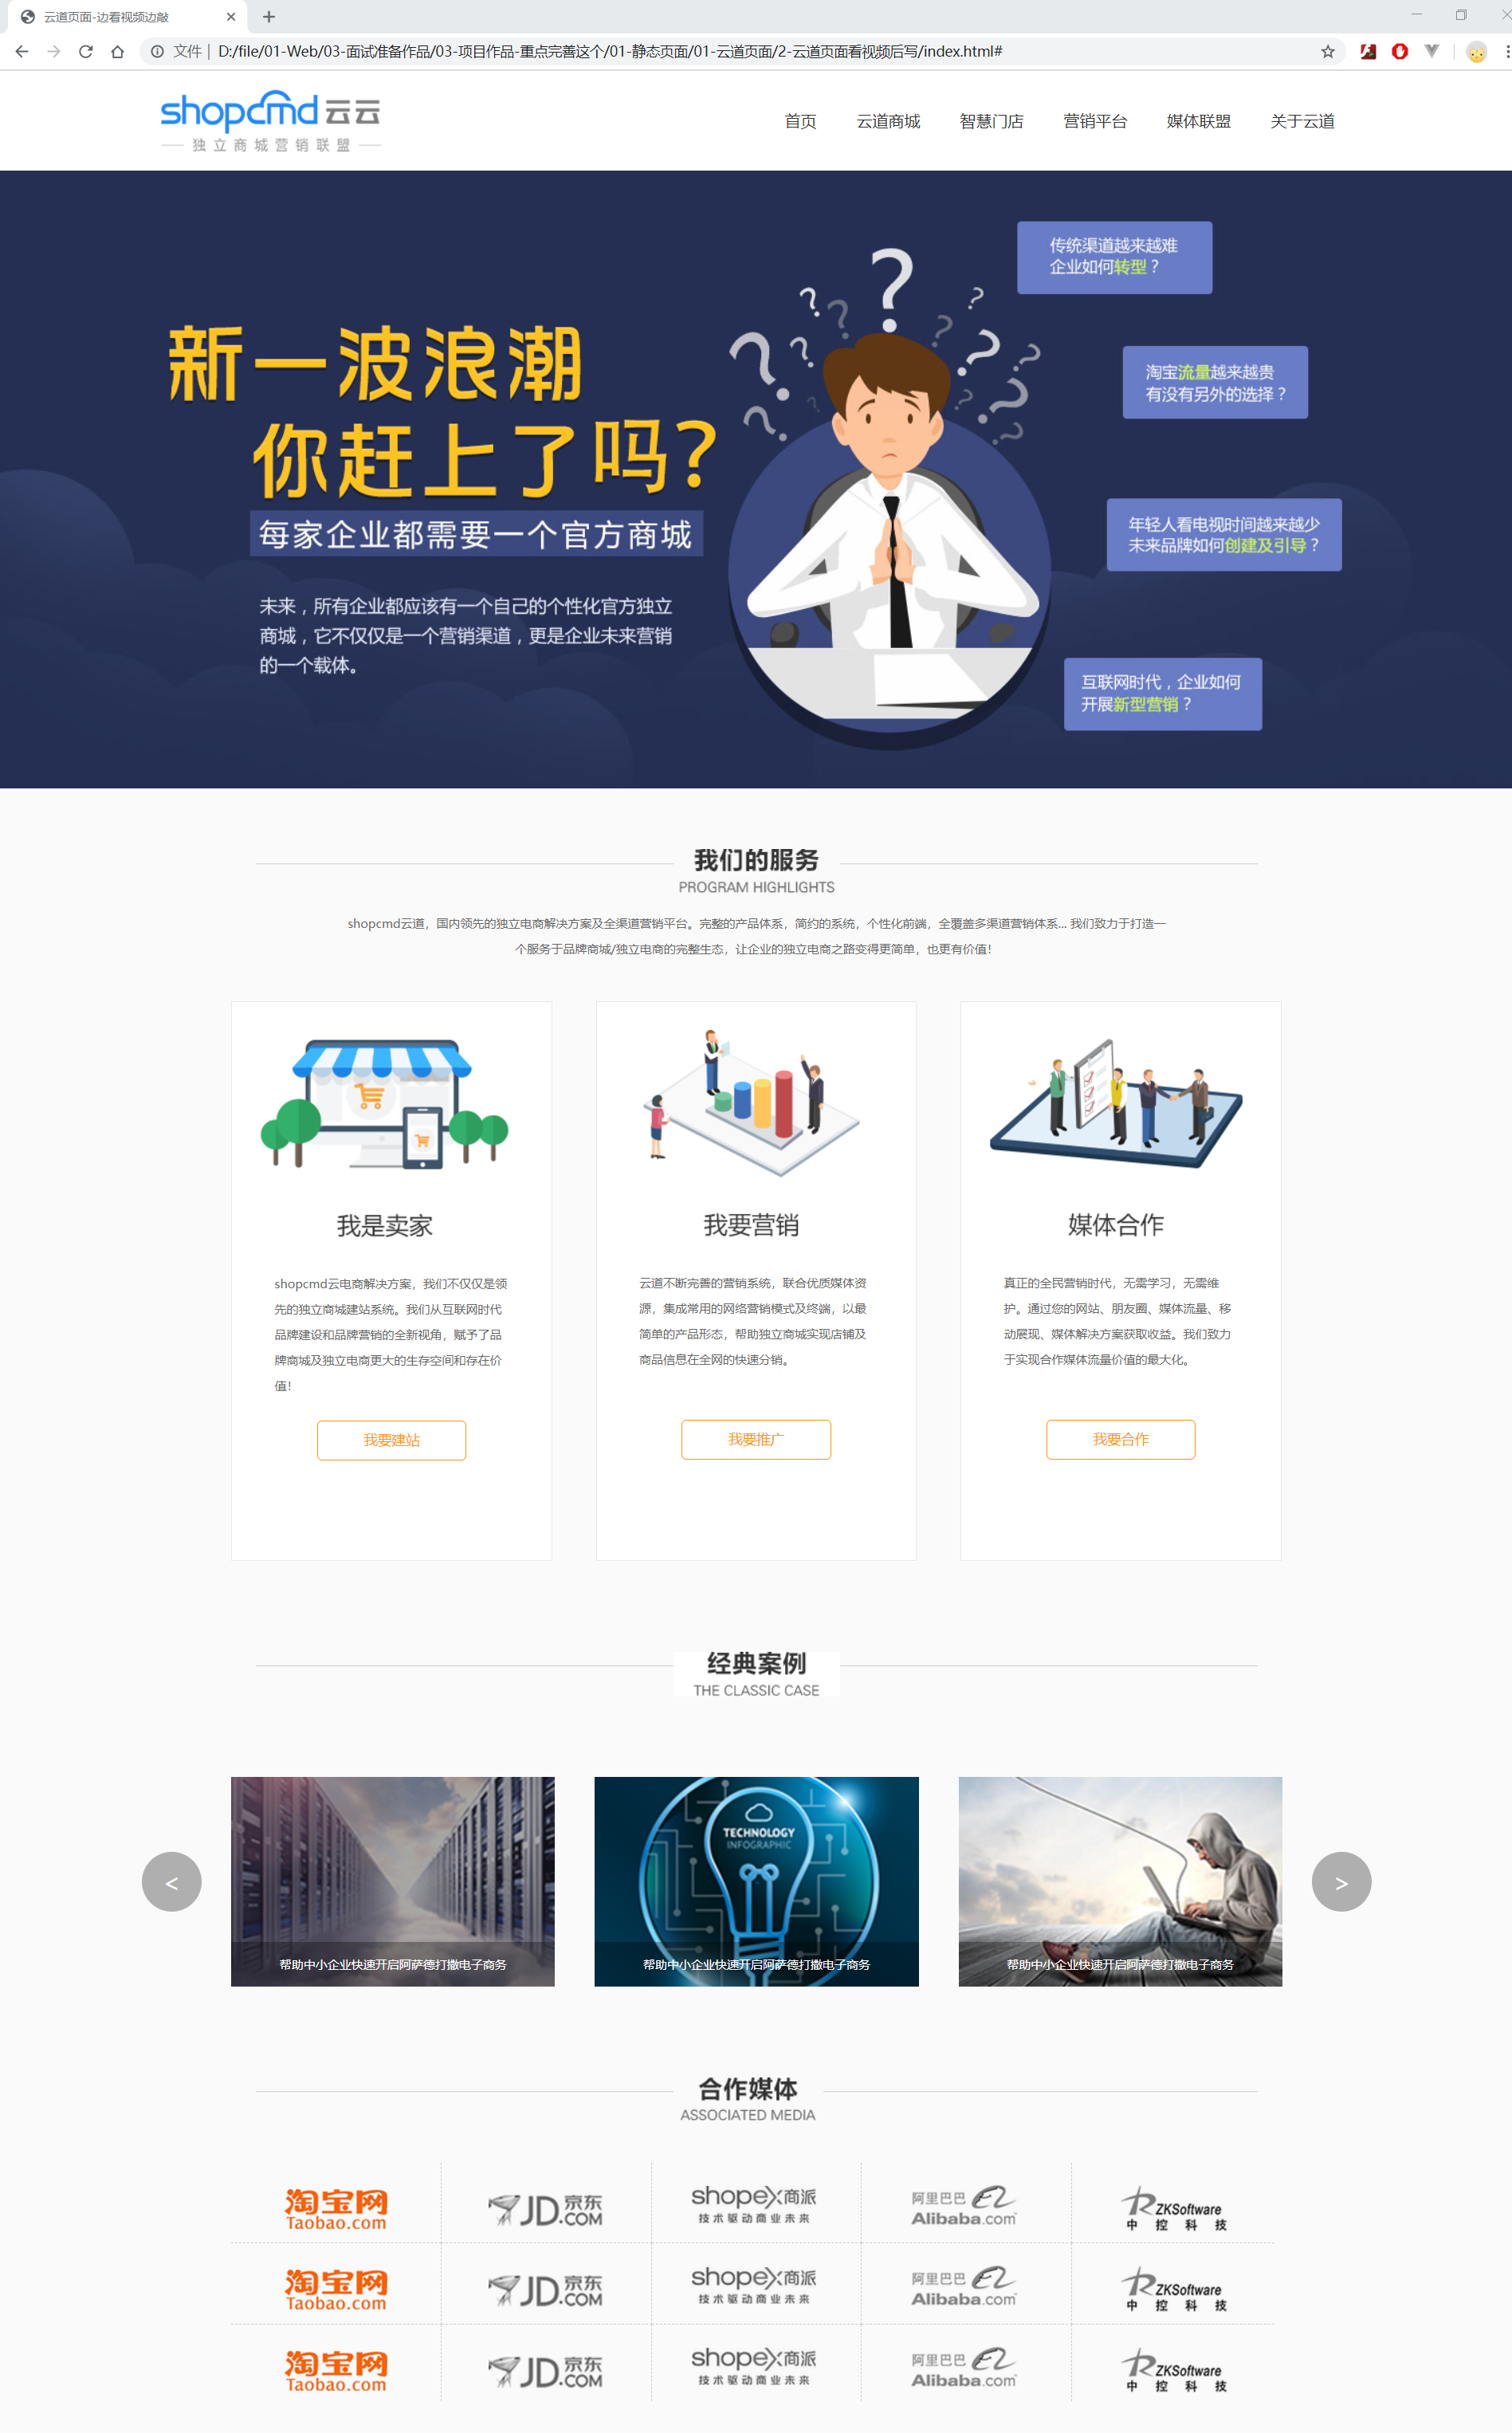 云道页面-边看视频边敲
文件 | D:/file/01-Web/03-面试准备作品/03-项目作品-重点完善这个/01-静态页面/01-云道页面/2-云道页面看视频后写/index.html#
shopcmd 云云
独立商城营销联盟
首页 云道商城 智慧门店 营销平台 媒体联盟 关于云道
传统渠道越来越难
企业如何转型？
新一波浪潮
你赶上了吗？
淘宝流量越来越贵
有没有另外的选择？
每家企业都需要一个官方商城
年轻人看电视时间越来越少
未来品牌如何创建及引导？
未来，所有企业都应该有一个自己的个性化官方独立
商城，它不仅仅是一个营销渠道，更是企业未来营销
的一个载体。
互联网时代，企业如何
开展新型营销？
我们的服务
PROGRAM HIGHLIGHTS
shopcmd云道，国内领先的独立电商解决方案及全渠道营销平台。完整的产品体系，简约的系统，个性化前端，全覆盖多渠道营销体系... 我们致力于打造一
个服务于品牌商城/独立电商的完整生态，让企业的独立电商之路变得更简单，也更有价值！
我是卖家
shopcmd云电商解决方案，我们不仅仅是领
先的独立商城建站系统。我们从互联网时代
品牌建设和品牌营销的全新视角，赋予了品
牌商城及独立电商更大的生存空间和存在价
值！
我要建站
我要营销
云道不断完善的营销系统，联合优质媒体资
源，集成常用的网络营销模式及终端，以最
简单的产品形态，帮助独立商城实现店铺及
商品信息在全网的快速分销。
我要推广
媒体合作
真正的全民营销时代，无需学习，无需维
护。通过您的网站、朋友圈、媒体流量、移
动展现、媒体解决方案获取收益。我们致力
于实现合作媒体流量价值的最大化。
我要合作
经典案例
THE CLASSIC CASE
TECHNOLOGY
INFOGRAPHIC
<
>
帮助中小企业快速开启阿萨德打撒电子商务
帮助中小企业快速开启阿萨德打撒电子商务
帮助中小企业快速开启阿萨德打撒电子商务
合作媒体
ASSOCIATED MEDIA
淘宝网
Taobao.com
JD京东
.COM
shopex商派
技术驱动商业未来
阿里巴巴
Alibaba.com
ZKSoftware
中控科技
淘宝网
Taobao.com
JD京东
.COM
shopex商派
技术驱动商业未来
阿里巴巴
Alibaba.com
ZKSoftware
中控科技
淘宝网
Taobao.com
JD京东
.COM
shopex商派
技术驱动商业未来
阿里巴巴
Alibaba.com
ZKSoftware
中控科技